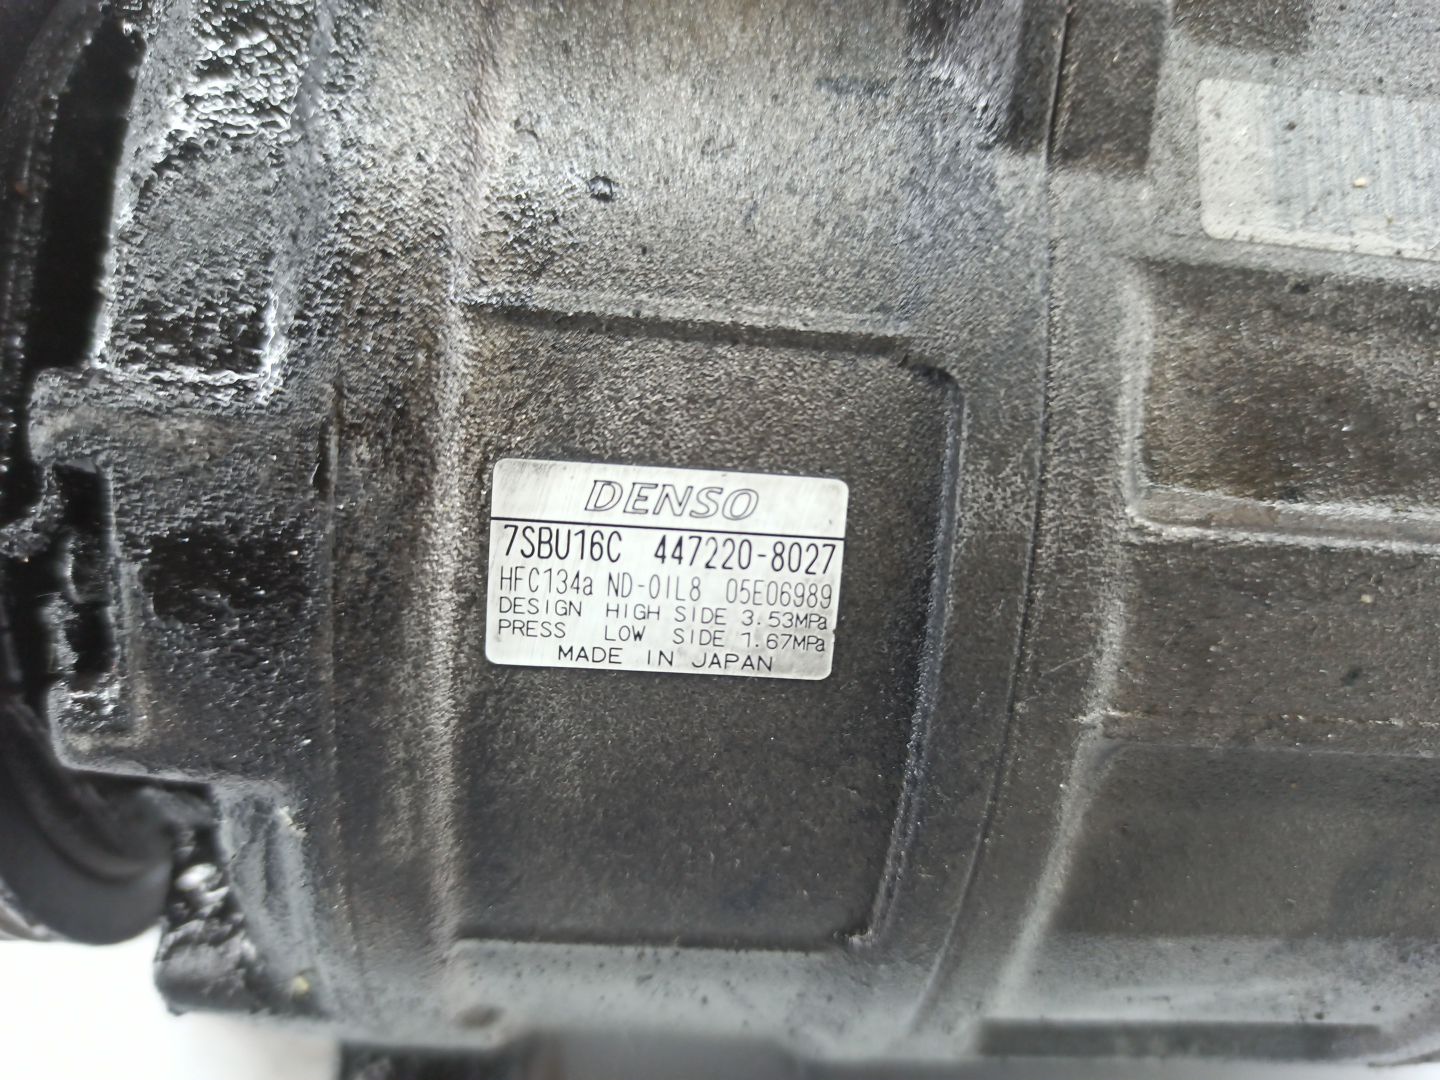 DENSO
7SBU16C 447220-8027
HFC134a ND-OIL8 05E06989
DESIGN HIGH SIDE 3.53MPa
PRESS LOW SIDE 1.67MPa
MADE IN JAPAN